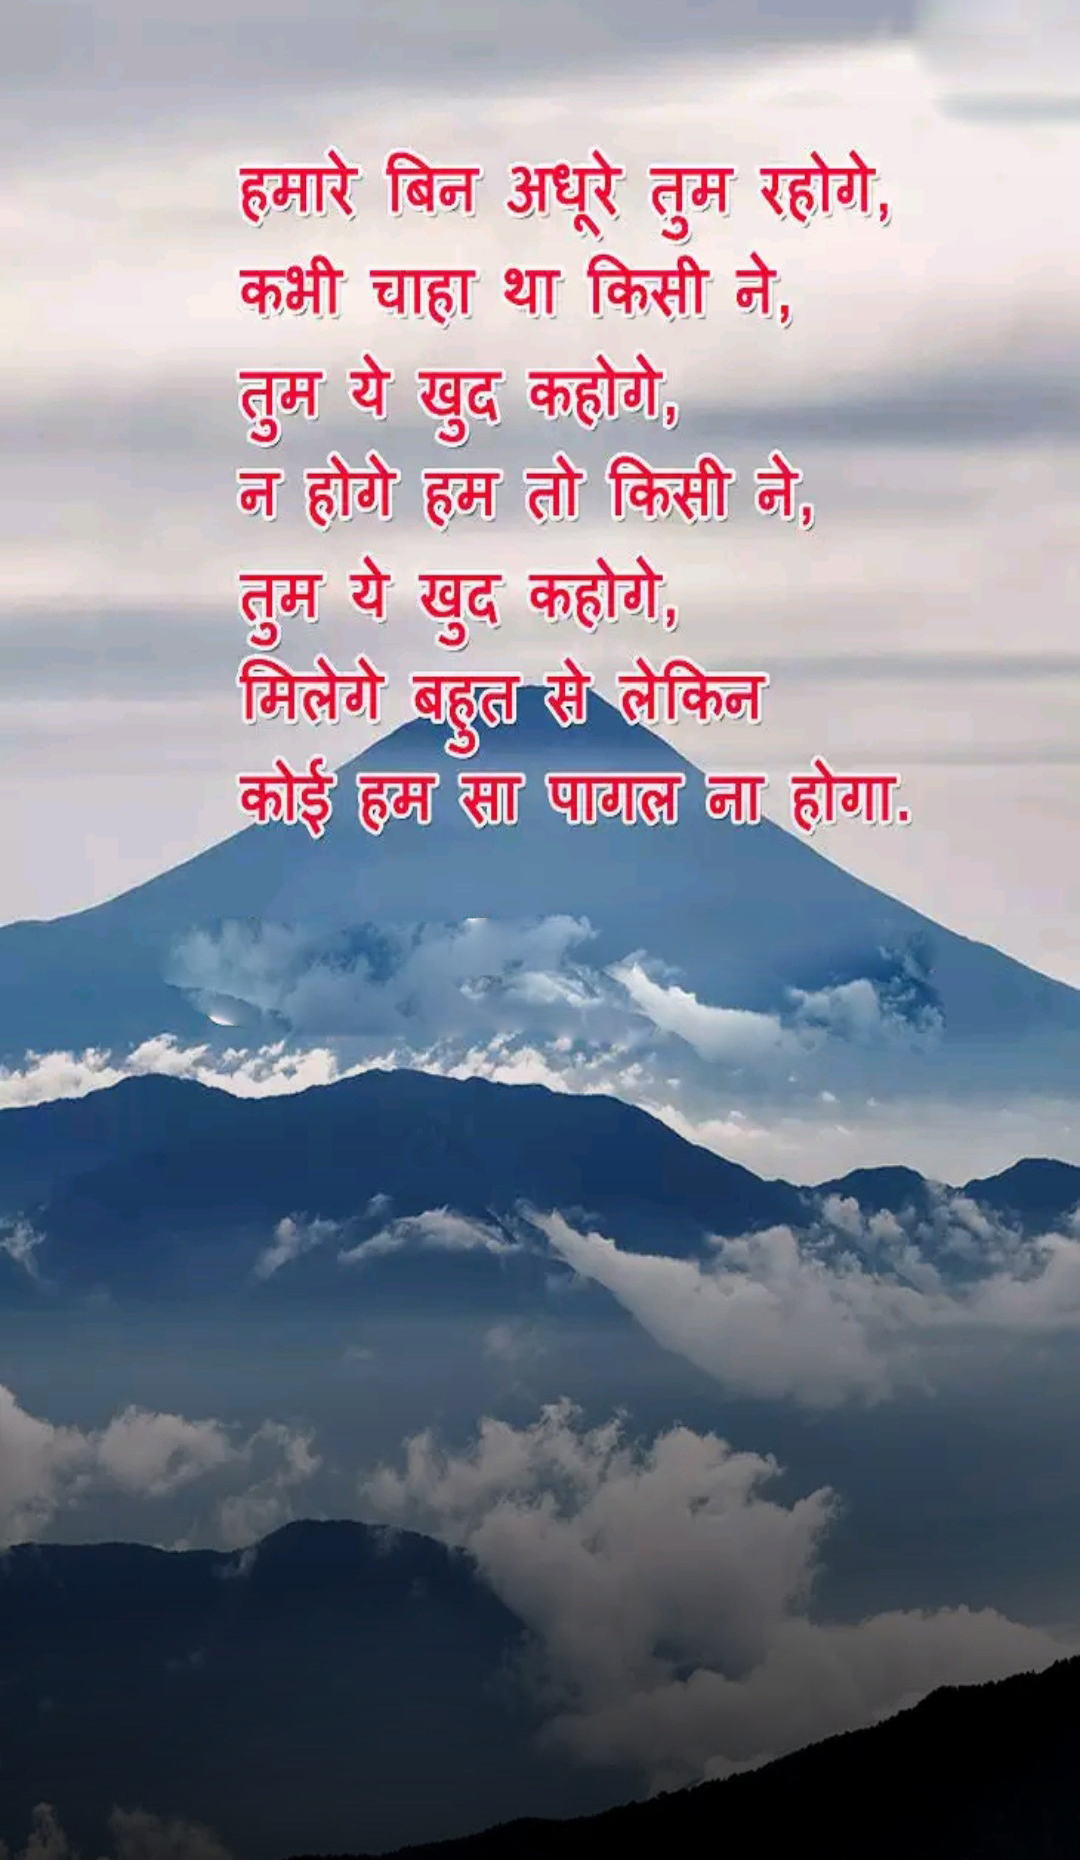 हमारे बिन अधूरे तुम रहोगे,
कभी चाहा था किसी ने,
तुम ये खुद कहोगे,
न होगे हम तो किसी ने,
तुम ये खुद कहोगे,
मिलेगे बहुत से लेकिन
कोई हम सा पागल ना होगा.